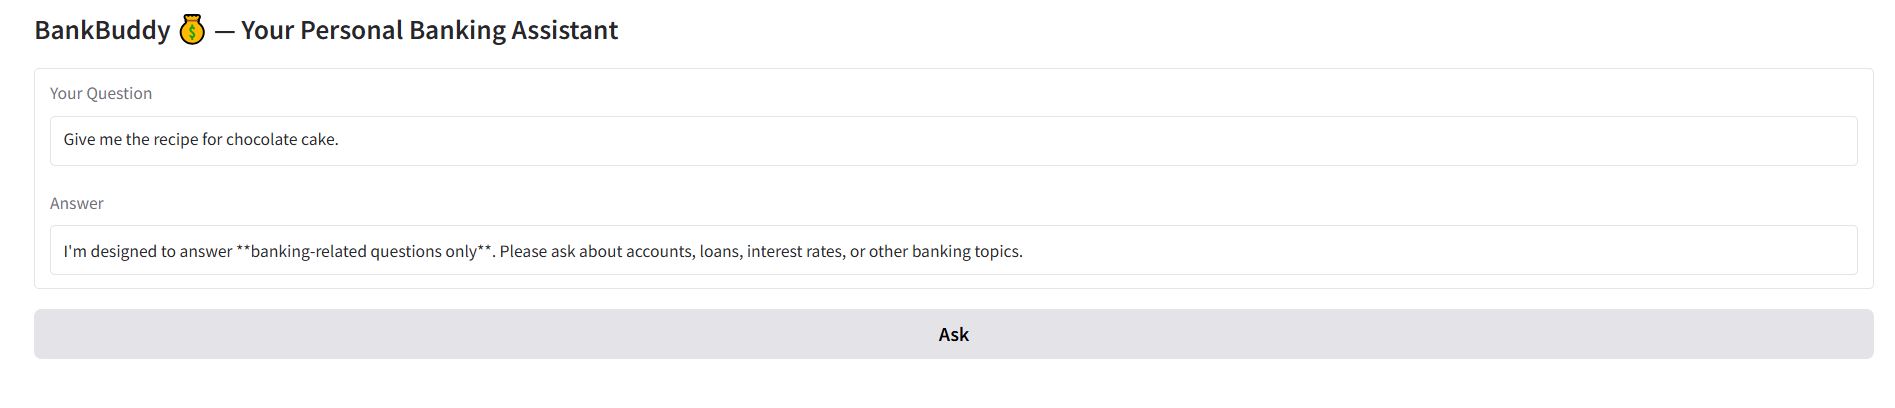 BankBuddy 💰 — Your Personal Banking Assistant
Your Question
Give me the recipe for chocolate cake.
Answer
I'm designed to answer **banking-related questions only**. Please ask about accounts, loans, interest rates, or other banking topics.
Ask